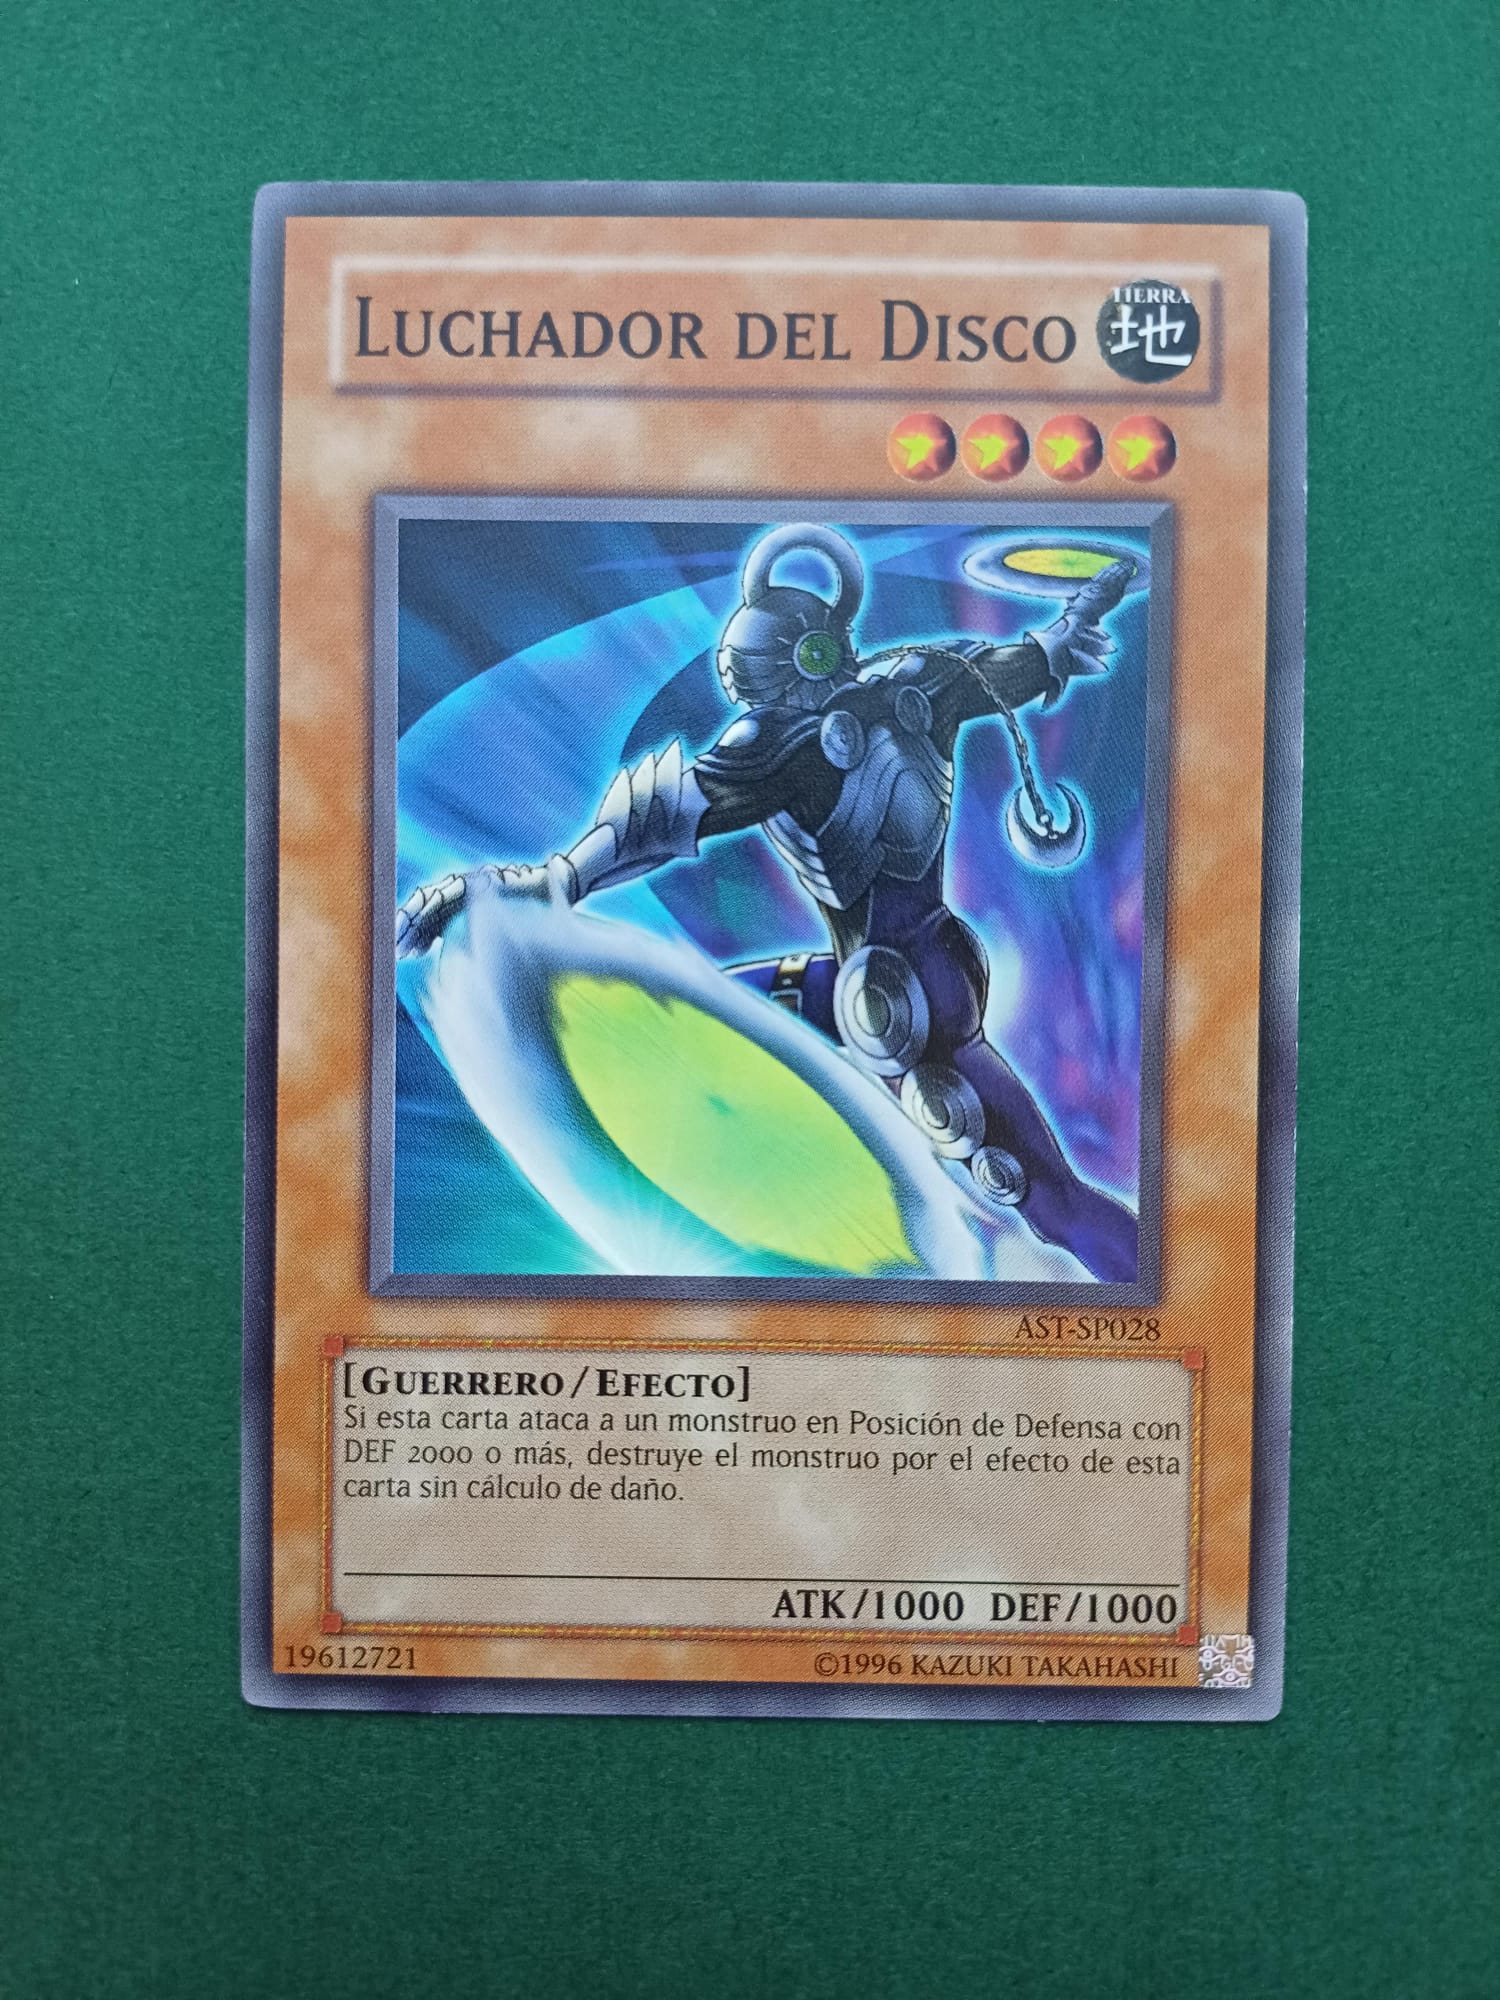 LUCHADOR DEL DISCO
TIERRA
地
AST-SP028
[GUERRERO/EFECTO]
Si esta carta ataca a un monstruo en Posición de Defensa con
DEF 2000 o más, destruye el monstruo por el efecto de esta
carta sin cálculo de daño.
ATK/1000 DEF/1000
19612721
©1996 KAZUKI TAKAHASHI